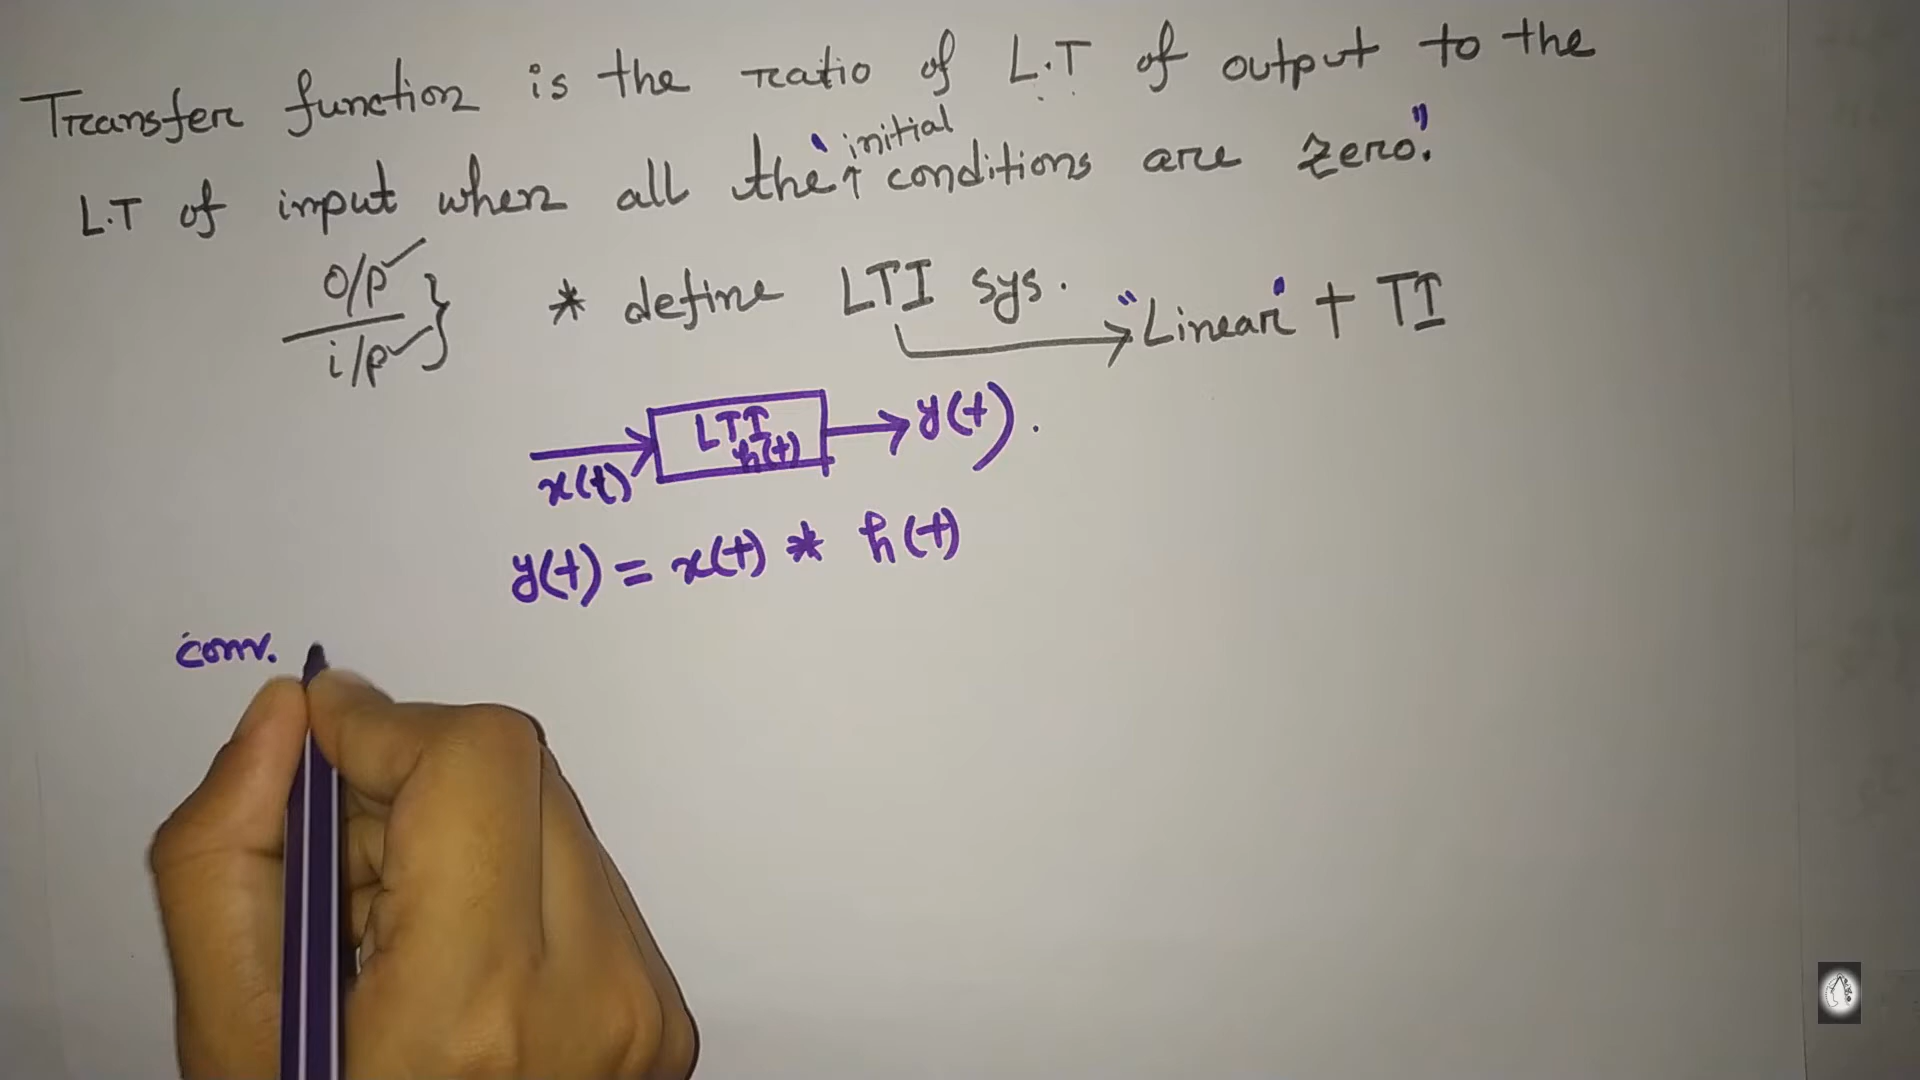 Transfer function is the ratio of L.T of output to the
L.T of input when all the initial conditions are zero."
o/p
i/p
* define LTI sys.
"Linear" + TI
LTI
h(t)
x(t)
y(t).
y(t) = x(t) * h(t)
conv.